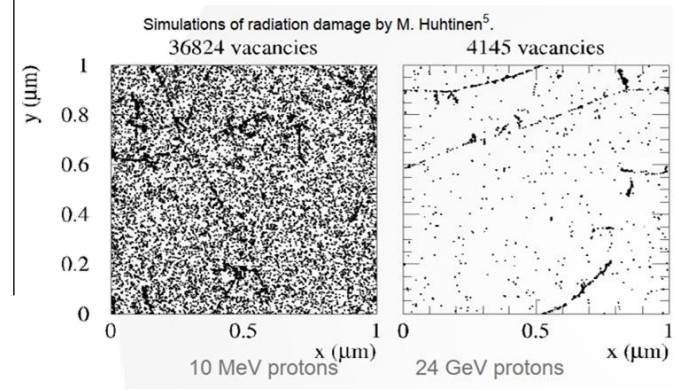 Simulations of radiation damage by M. Huhtinen⁵.
36824 vacancies
4145 vacancies
y (μm)
1
0.8
0.6
0.4
0.2
0
0
0.5
1
x (μm)
0
0.5
1
x (μm)
10 MeV protons
24 GeV protons